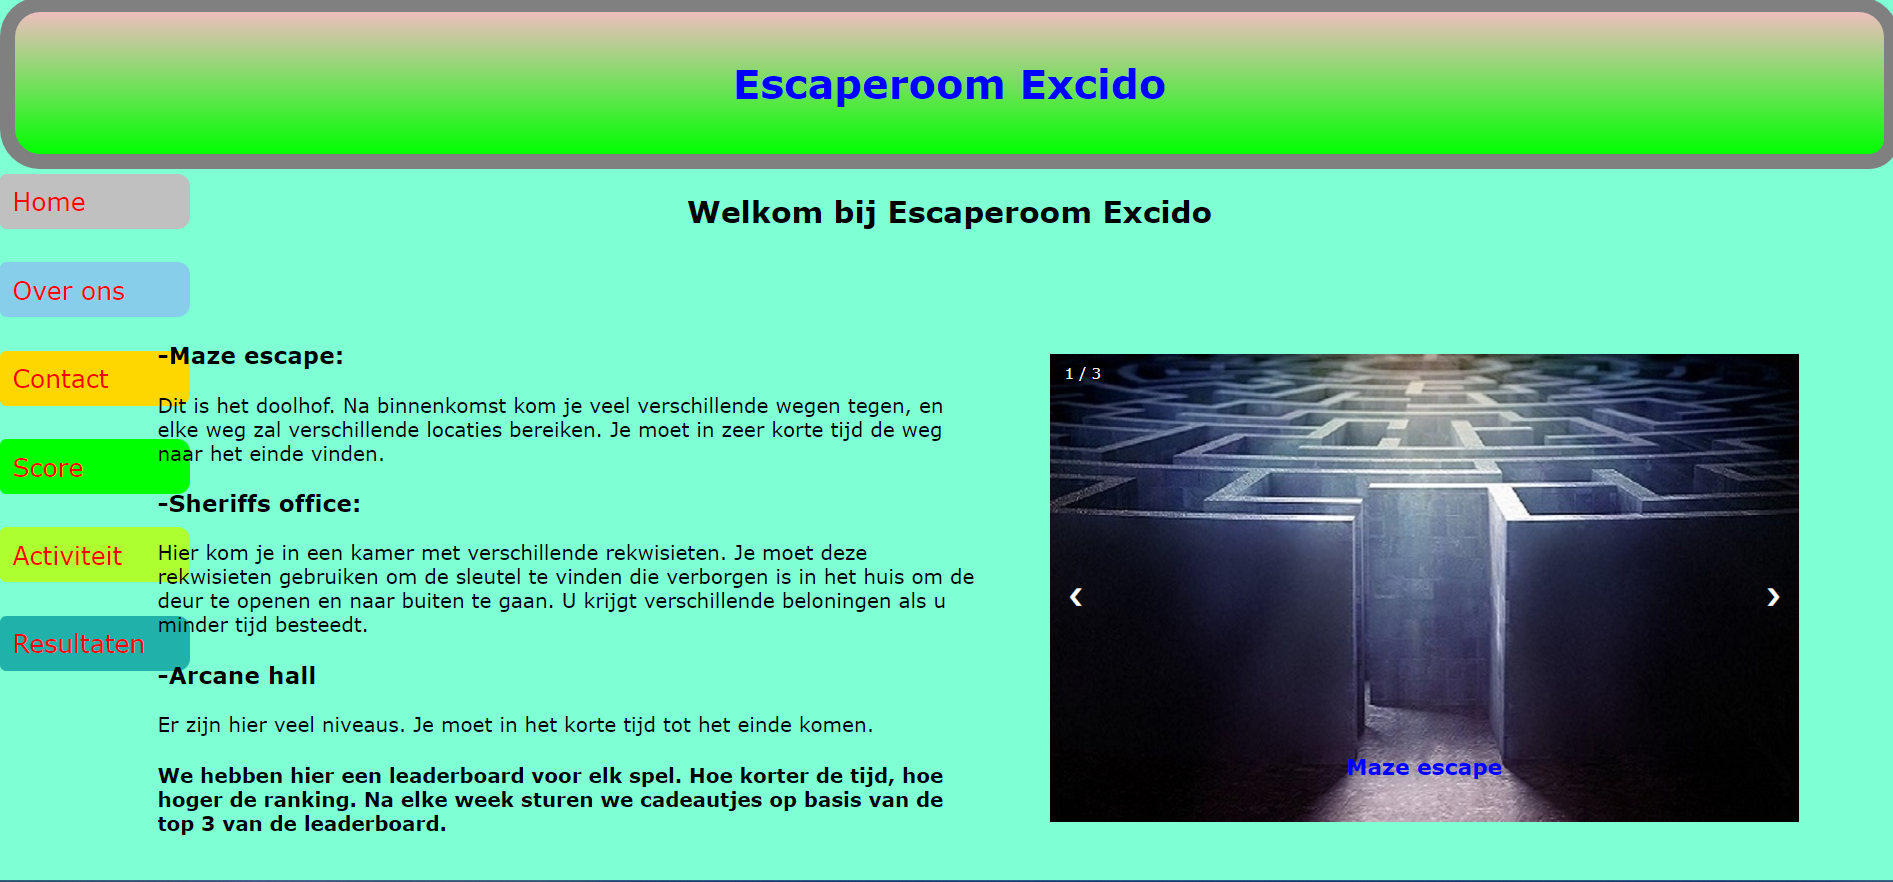 Escaperoom Excido
Home
Over ons
Contact
Score
Activiteit
Resultaten
Welkom bij Escaperoom Excido
-Maze escape:
Dit is het doolhof. Na binnenkomst kom je veel verschillende wegen tegen, en
elke weg zal verschillende locaties bereiken. Je moet in zeer korte tijd de weg
naar het einde vinden.
-Sheriffs office:
Hier kom je in een kamer met verschillende rekwisieten. Je moet deze
rekwisieten gebruiken om de sleutel te vinden die verborgen is in het huis om de
deur te openen en naar buiten te gaan. U krijgt verschillende beloningen als u
minder tijd besteedt.
-Arcane hall
Er zijn hier veel niveaus. Je moet in het korte tijd tot het einde komen.
We hebben hier een leaderboard voor elk spel. Hoe korter de tijd, hoe
hoger de ranking. Na elke week sturen we cadeautjes op basis van de
top 3 van de leaderboard.
1 / 3
❮ ❯
Maze escape